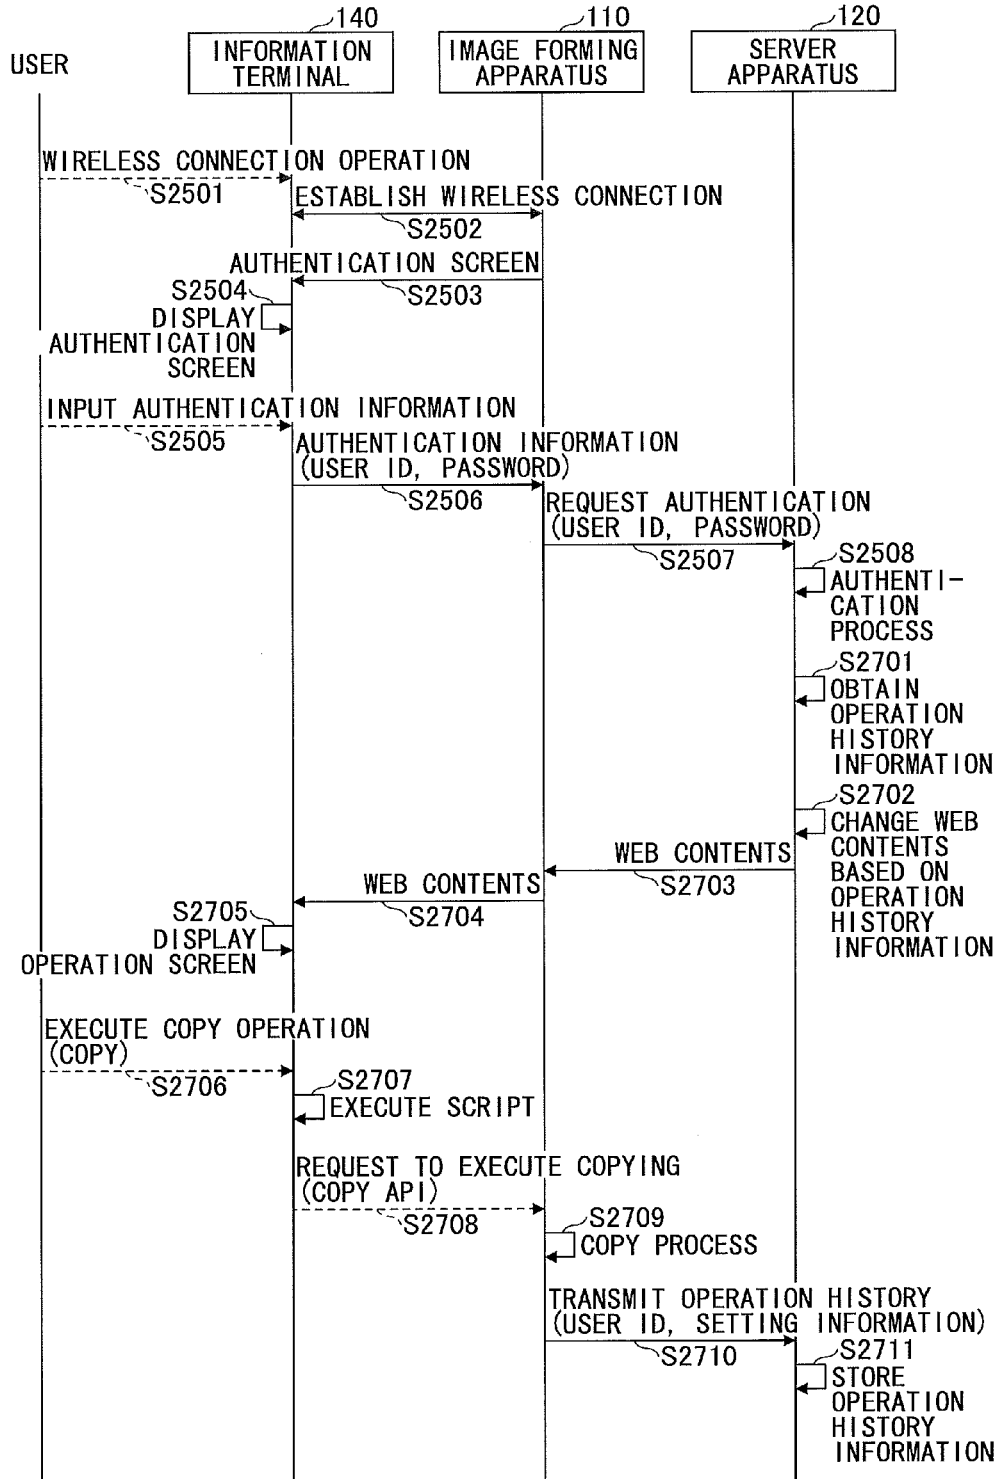 140
110
120
USER
INFORMATION
TERMINAL
IMAGE FORMING
APPARATUS
SERVER
APPARATUS
WIRELESS CONNECTION OPERATION
S2501
ESTABLISH WIRELESS CONNECTION
S2502
AUTHENTICATION SCREEN
S2503
S2504
DISPLAY
AUTHENTICATION
SCREEN
INPUT AUTHENTICATION INFORMATION
S2505
AUTHENTICATION INFORMATION
(USER ID, PASSWORD)
S2506
REQUEST AUTHENTICATION
(USER ID, PASSWORD)
S2507
S2508
AUTHENTI-
CATION
PROCESS
S2701
OBTAIN
OPERATION
HISTORY
INFORMATION
S2702
CHANGE WEB
CONTENTS
BASED ON
OPERATION
HISTORY
INFORMATION
WEB CONTENTS
S2703
WEB CONTENTS
S2704
S2705
DISPLAY
OPERATION SCREEN
EXECUTE COPY OPERATION
(COPY)
S2706
S2707
EXECUTE SCRIPT
REQUEST TO EXECUTE COPYING
(COPY API)
S2708
S2709
COPY PROCESS
TRANSMIT OPERATION HISTORY
(USER ID, SETTING INFORMATION)
S2710
S2711
STORE
OPERATION
HISTORY
INFORMATION